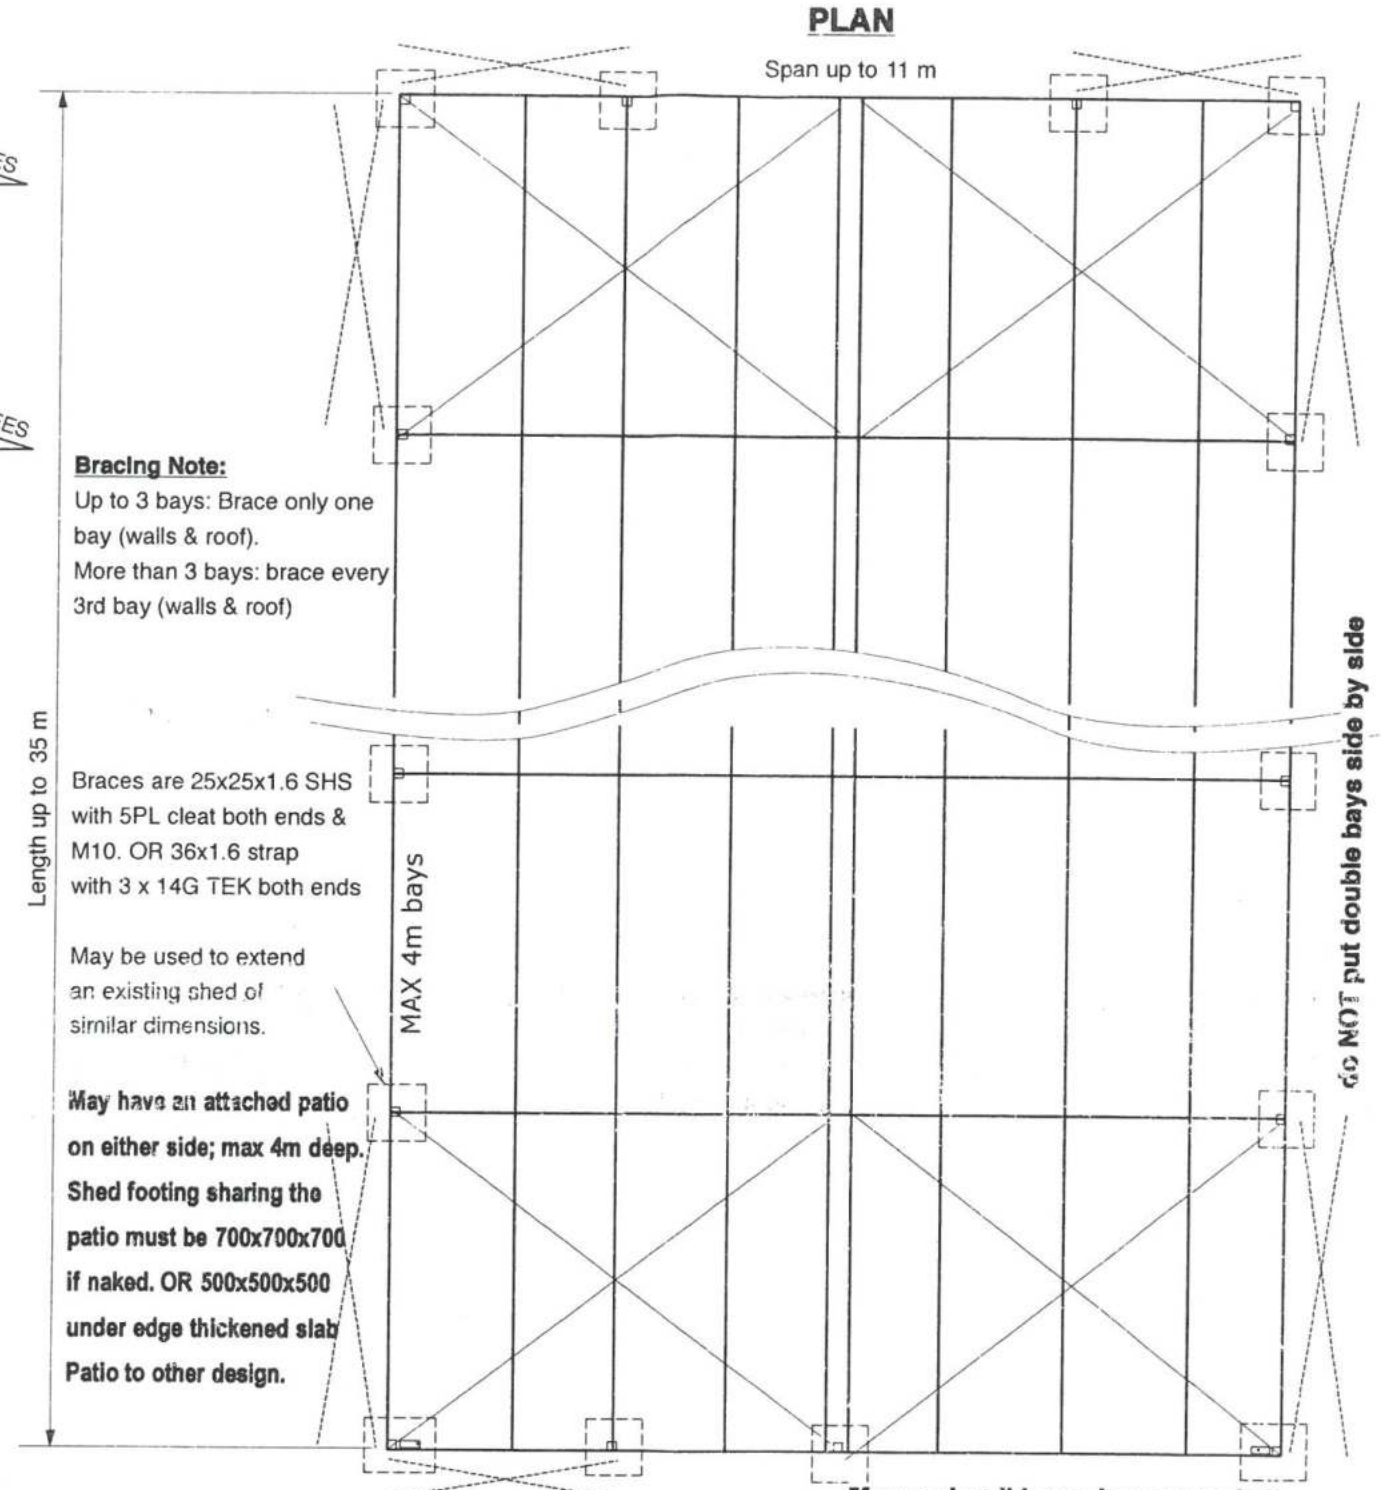 PLAN
Span up to 11 m
Bracing Note:
Up to 3 bays: Brace only one
bay (walls & roof).
More than 3 bays: brace every
3rd bay (walls & roof)
Length up to 35 m
Braces are 25x25x1.6 SHS
with 5PL cleat both ends &
M10. OR 36x1.6 strap
with 3 x 14G TEK both ends
MAX 4m bays
do NOT put double bays side by side
May be used to extend
an existing shed of
similar dimensions.
May have an attached patio
on either side; max 4m deep.
Shed footing sharing the
patio must be 700x700x700
if naked. OR 500x500x500
under edge thickened slab
Patio to other design.